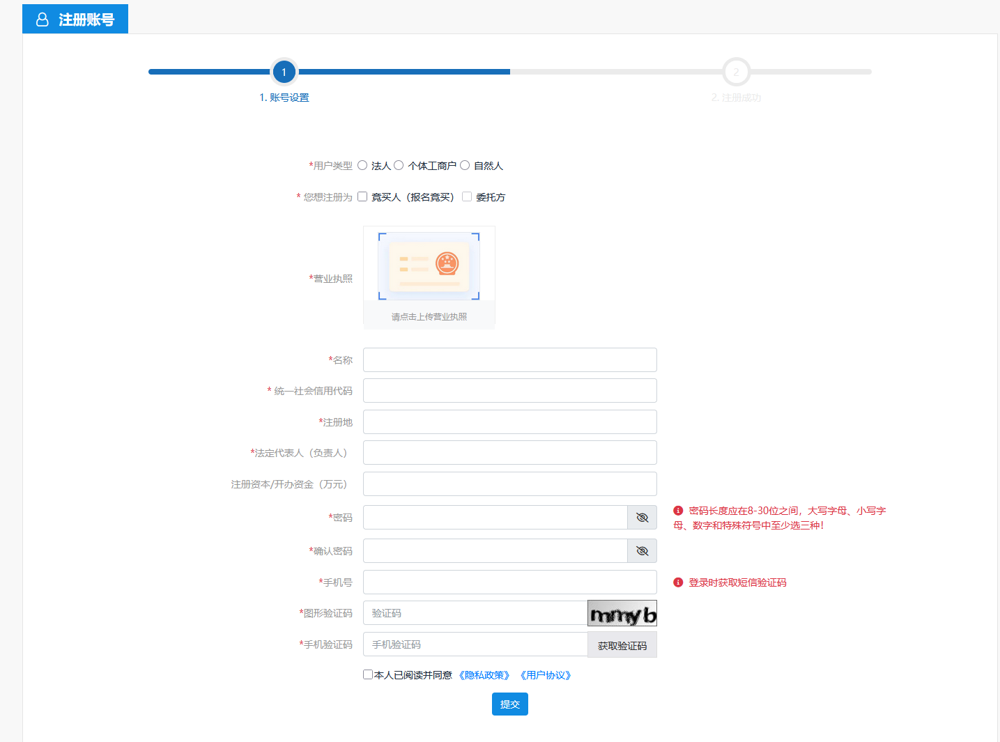 注册账号
1
2
1. 账号设置
2. 注册成功
*用户类型 法人 个体工商户 自然人
* 您想注册为 竞买人（报名竞买） 委托方
*营业执照
请点击上传营业执照
*名称
* 统一社会信用代码
*注册地
*法定代表人（负责人）
注册资本/开办资金（万元）
*密码
密码长度应在8-30位之间，大写字母、小写字
母、数字和特殊符号中至少选三种！
*确认密码
*手机号
登录时获取短信验证码
*图形验证码 验证码 mmyb
*手机验证码 手机验证码 获取验证码
本人已阅读并同意 《隐私政策》 《用户协议》
提交